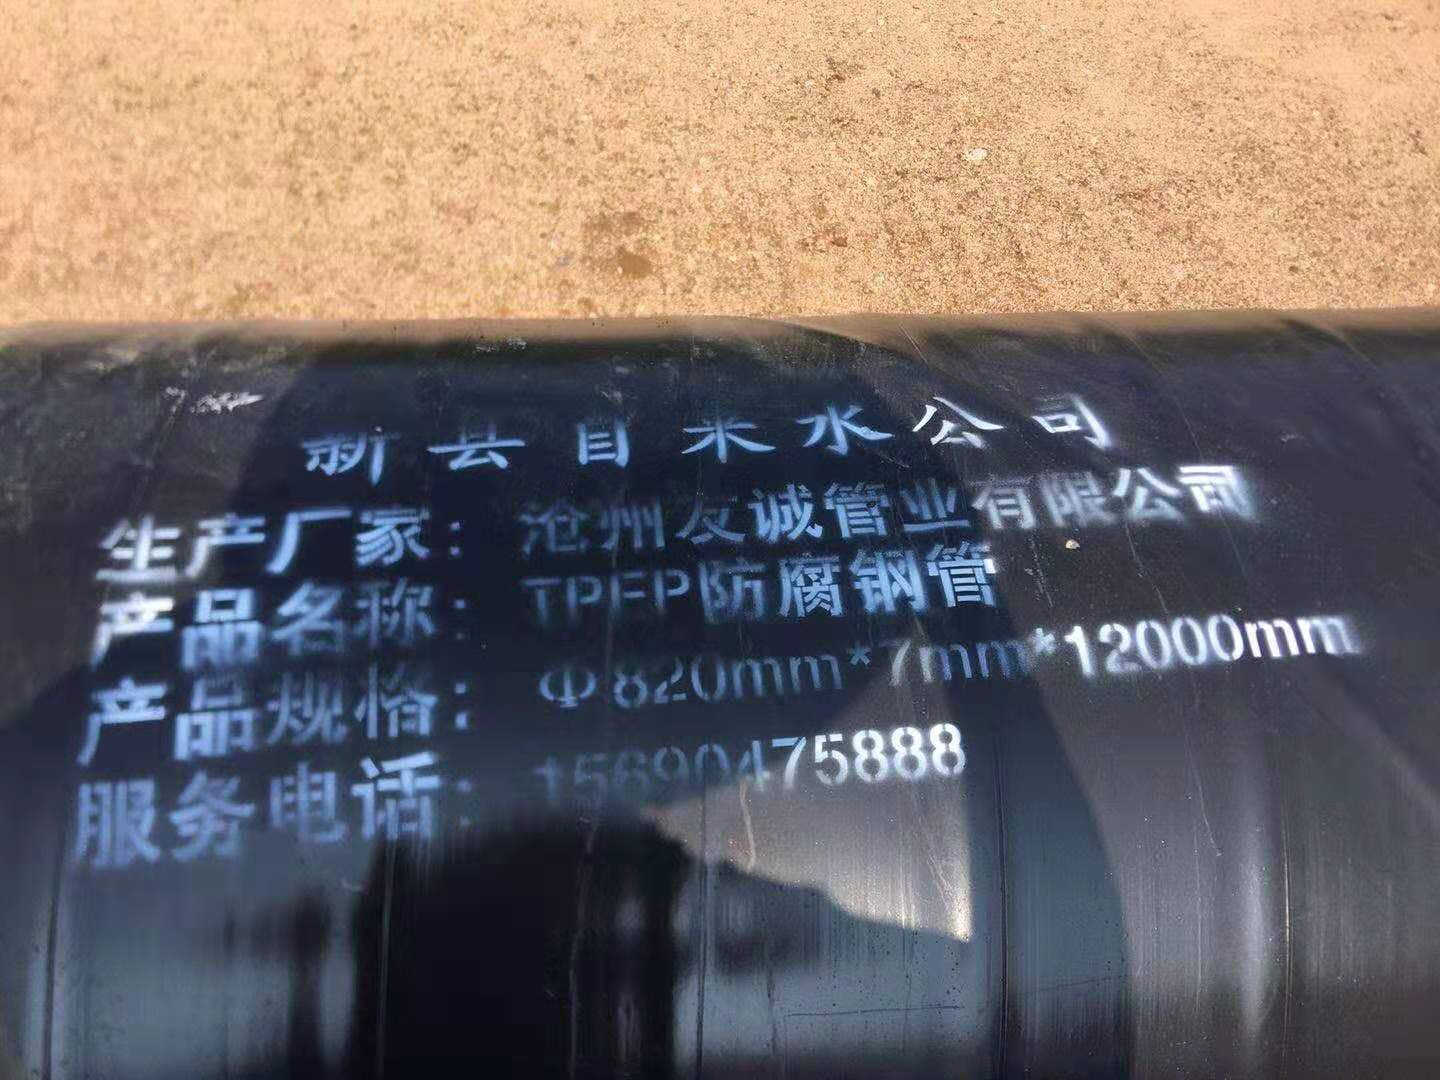 新县自来水公司
生产厂家：沧州友诚管业有限公司
产品名称：TPEP防腐钢管
产品规格：Φ820mm*7mm*12000mm
服务电话：15690475888